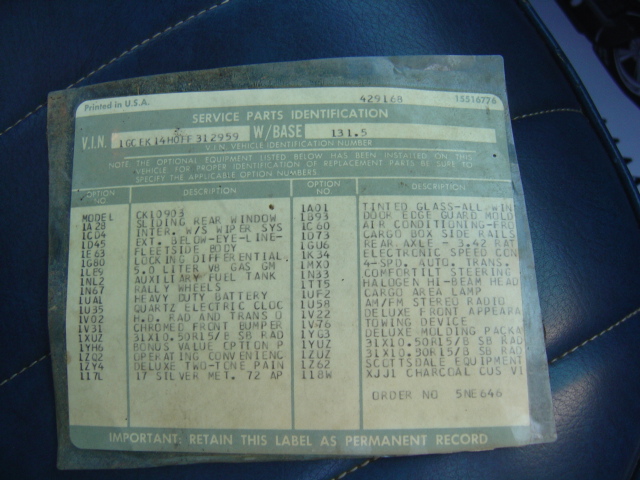 Printed in U.S.A. 429168 15516776
SERVICE PARTS IDENTIFICATION
V.I.N. 1GCEK14H0FF312959 W/BASE 131.5
V.I.N. VEHICLE IDENTIFICATION NUMBER
NOTE: THE OPTIONAL EQUIPMENT LISTED BELOW HAS BEEN INSTALLED ON THIS
VEHICLE. FOR PROPER IDENTIFICATION OF REPLACEMENT PARTS BE SURE TO
SPECIFY THE APPLICABLE OPTION NUMBERS.
OPTION NO. DESCRIPTION
MODEL CK10903
1A28 SLIDING REAR WINDOW
1CD4 INTER. W/S WIPER SYS
1D45 EXT. BELOW-EYE-LINE-
1E63 FLEETSIDE BODY
1G80 LOCKING DIFFERENTIAL
1LE9 5.0 LITER V8 GAS GM
1NL2 AUXILIARY FUEL TANK
1N67 RALLY WHEELS
1UA1 HEAVY DUTY BATTERY
1U35 QUARTZ ELECTRIC CLOC
1V02 H.D. RAD AND TRANS O
1V31 CHROMED FRONT BUMPER
1XUZ 31X10.50R15/B SB RAD
1YH6 BONUS VALUE OPTION P
1ZQ2 OPERATING CONVENIENC
1ZY4 DELUXE TWO-TONE PAIN
117L 17 SILVER MET. 72 AP
OPTION NO. DESCRIPTION
1A01 TINTED GLASS-ALL-WIN
1B93 DOOR EDGE GUARD MOLD
1C60 AIR CONDITIONING-FRO
1D73 CARGO BOX SIDE RAILS
1GU6 REAR AXLE - 3.42 RAT
1K34 ELECTRONIC SPEED CON
1MX0 4-SPD. AUTO. TRANS.
1N33 COMFORTILT STEERING
1TT5 HALOGEN HI-BEAM HEAD
1UF2 CARGO AREA LAMP
1U58 AM/FM STEREO RADIO
1V22 DELUXE FRONT APPEARA
1V76 TOWING DEVICE
1YG3 DELUXE MOLDING PACKA
1YUZ 31X10.50R15/B SB RAD
1ZUZ 31X10.50R15/B SB RAD
1Z62 SCOTTSDALE EQUIPMENT
118W XJJ1 CHARCOAL CUS VI
ORDER NO 5NE646
IMPORTANT: RETAIN THIS LABEL AS PERMANENT RECORD